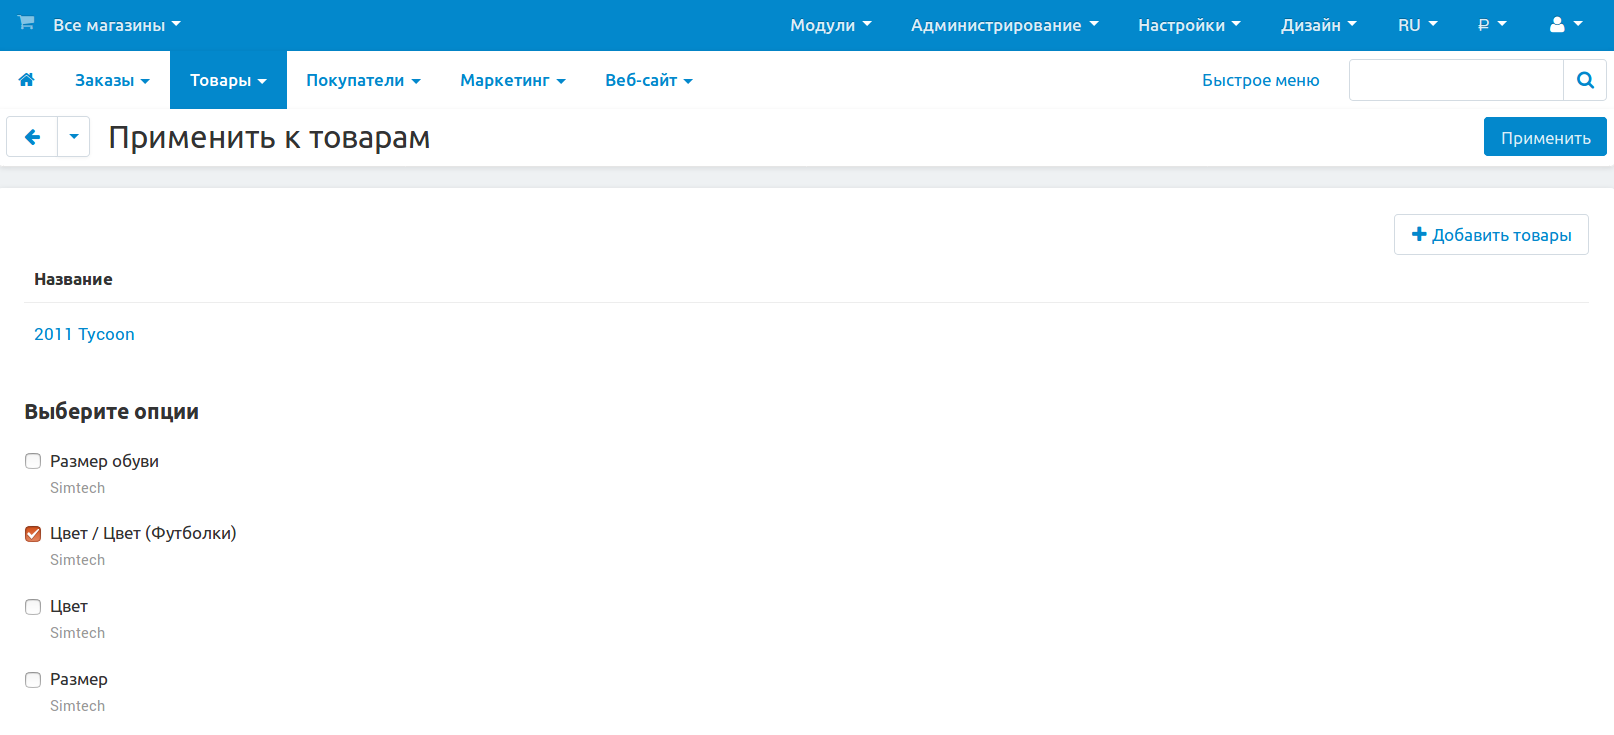 Все магазины Модули Администрирование Настройки Дизайн RU ₽
Заказы Товары Покупатели Маркетинг Веб-сайт Быстрое меню
Применить к товарам Применить
Добавить товары
Название
2011 Tycoon
Выберите опции
Размер обуви
Simtech
Цвет / Цвет (Футболки)
Simtech
Цвет
Simtech
Размер
Simtech